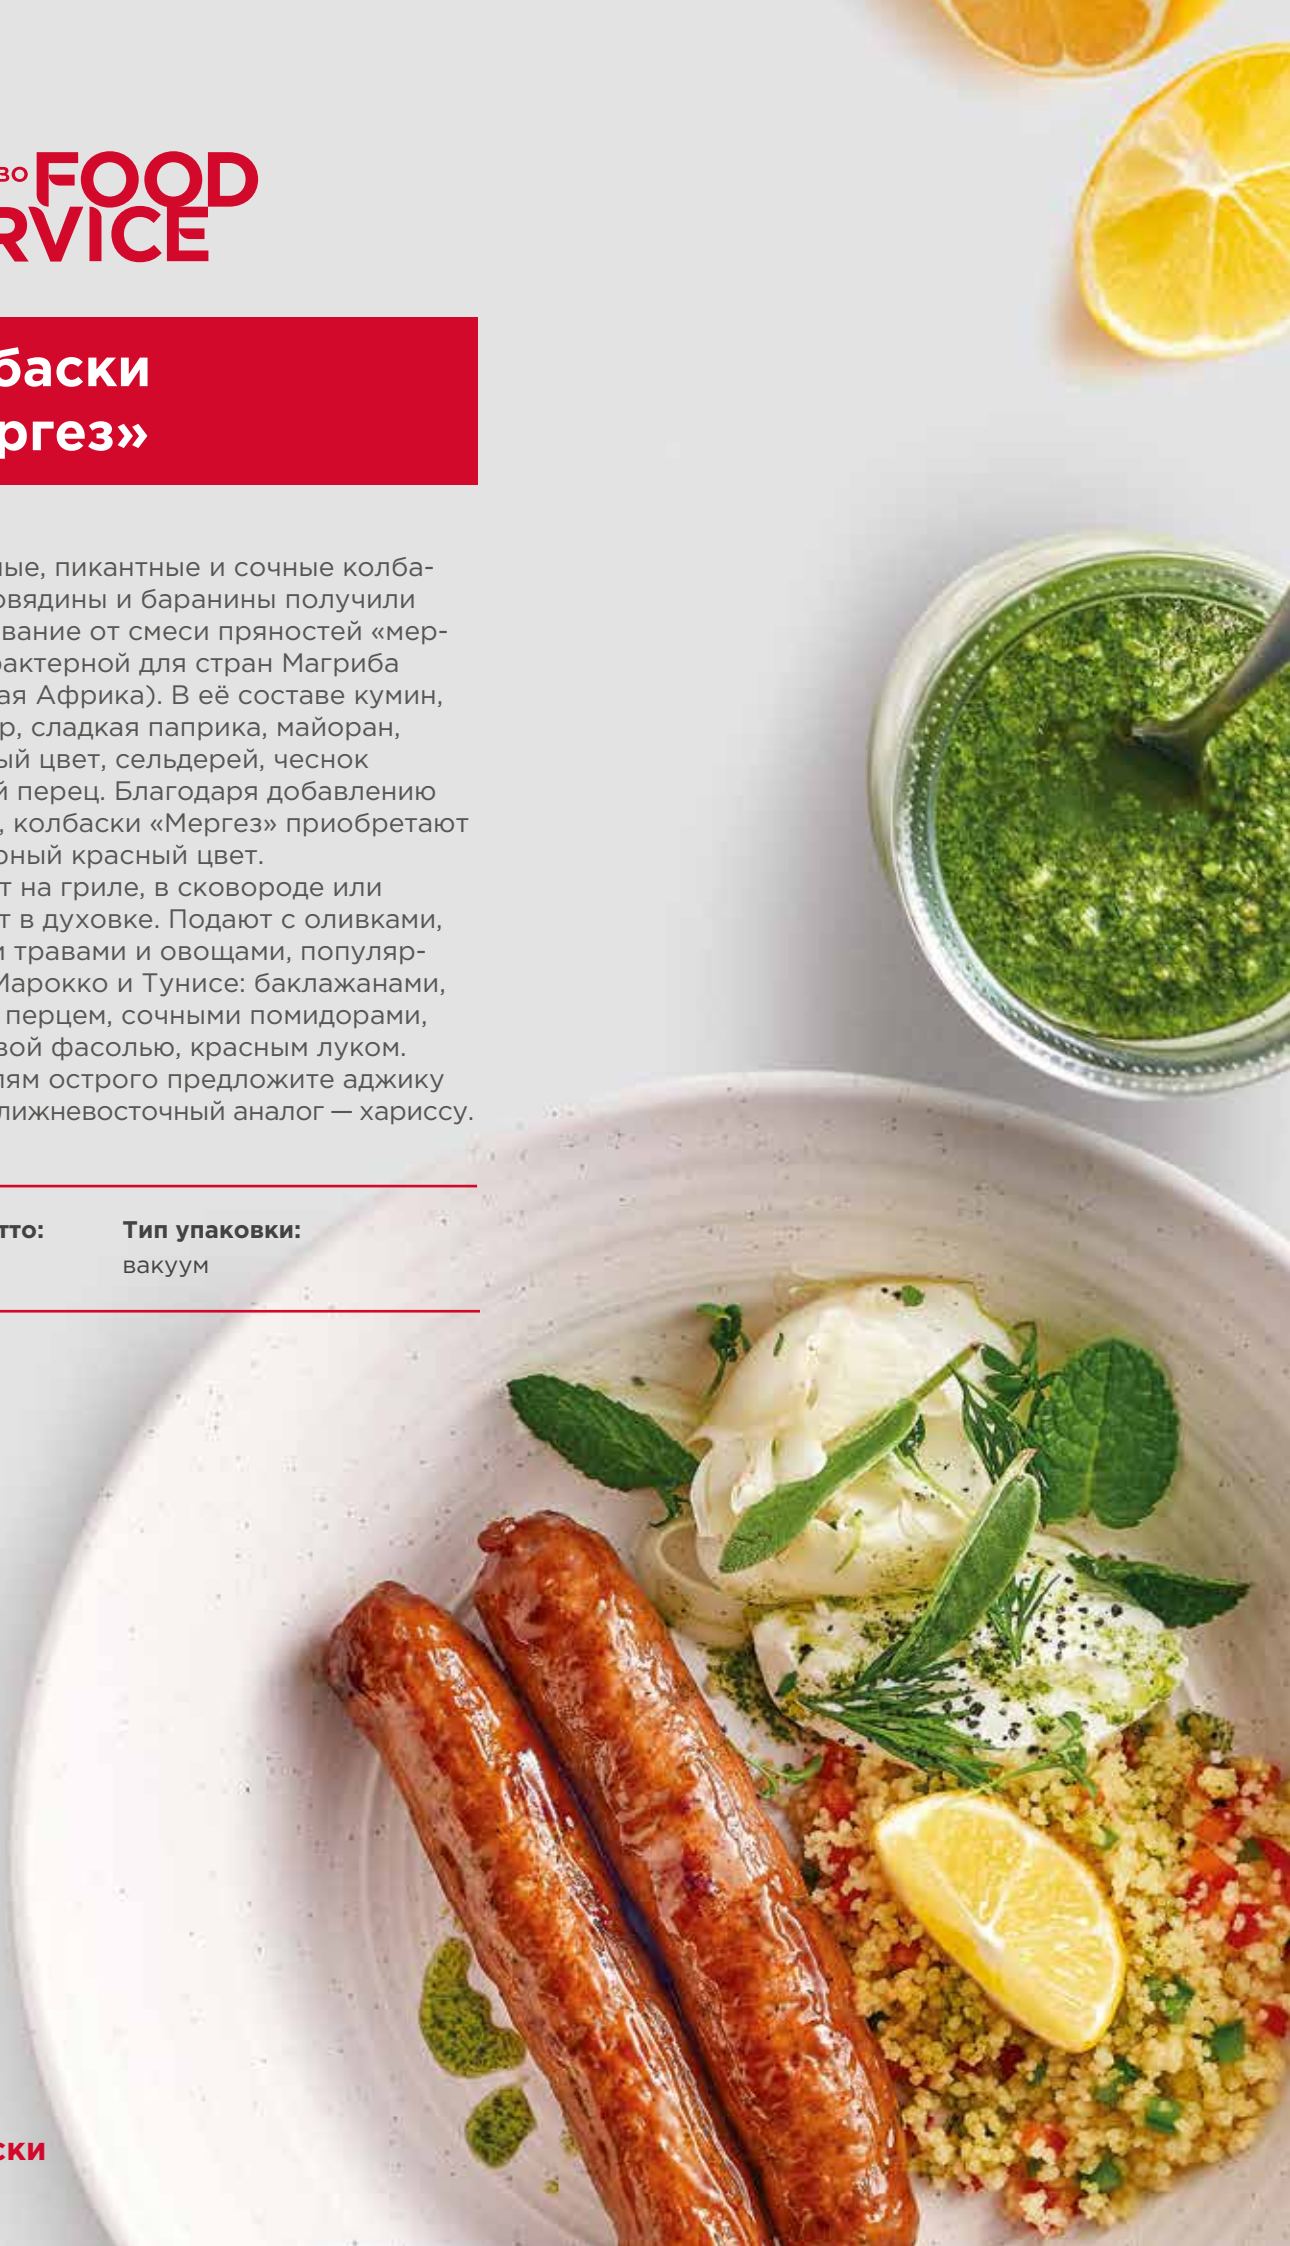 ВО FOOD
RVICE
баски
ргез»
ные, пикантные и сочные колба-
овядины и баранины получили
вание от смеси пряностей «мер-
рактерной для стран Магриба
ая Африка). В её составе кумин,
р, сладкая паприка, майоран,
ый цвет, сельдерей, чеснок
й перец. Благодаря добавлению
, колбаски «Мергез» приобретают
рный красный цвет.
т на гриле, в сковороде или
т в духовке. Подают с оливками,
и травами и овощами, популяр-
Марокко и Тунисе: баклажанами,
перцем, сочными помидорами,
вой фасолью, красным луком.
лям острого предложите аджику
лижневосточный аналог — хариссу.
тто:
Тип упаковки:
вакуум
ски